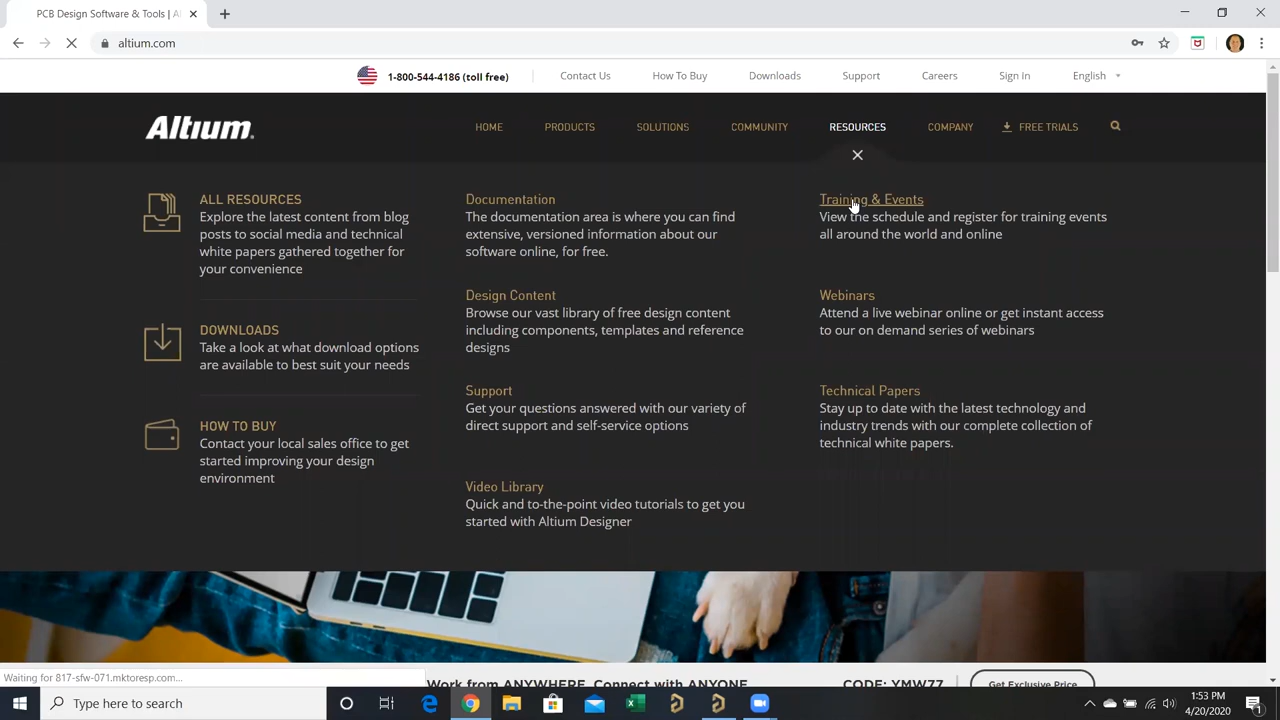 PCB Design Software & Tools | Al
altium.com
1-800-544-4186 (toll free)
Contact Us
How To Buy
Downloads
Support
Careers
Sign In
English
Altium
HOME
PRODUCTS
SOLUTIONS
COMMUNITY
RESOURCES
COMPANY
FREE TRIALS
ALL RESOURCES
Explore the latest content from blog
posts to social media and technical
white papers gathered together for
your convenience
DOWNLOADS
Take a look at what download options
are available to best suit your needs
HOW TO BUY
Contact your local sales office to get
started improving your design
environment
Documentation
The documentation area is where you can find
extensive, versioned information about our
software online, for free.
Design Content
Browse our vast library of free design content
including components, templates and reference
designs
Support
Get your questions answered with our variety of
direct support and self-service options
Video Library
Quick and to-the-point video tutorials to get you
started with Altium Designer
Training & Events
View the schedule and register for training events
all around the world and online
Webinars
Attend a live webinar online or get instant access
to our on demand series of webinars
Technical Papers
Stay up to date with the latest technology and
industry trends with our complete collection of
technical white papers.
Waiting for 817-sfw-071.mktoresp.com...
Work from ANYWHERE. Connect with ANYONE
CODE: YMW77
Get Exclusive Price
Type here to search
1:53 PM
4/20/2020
1